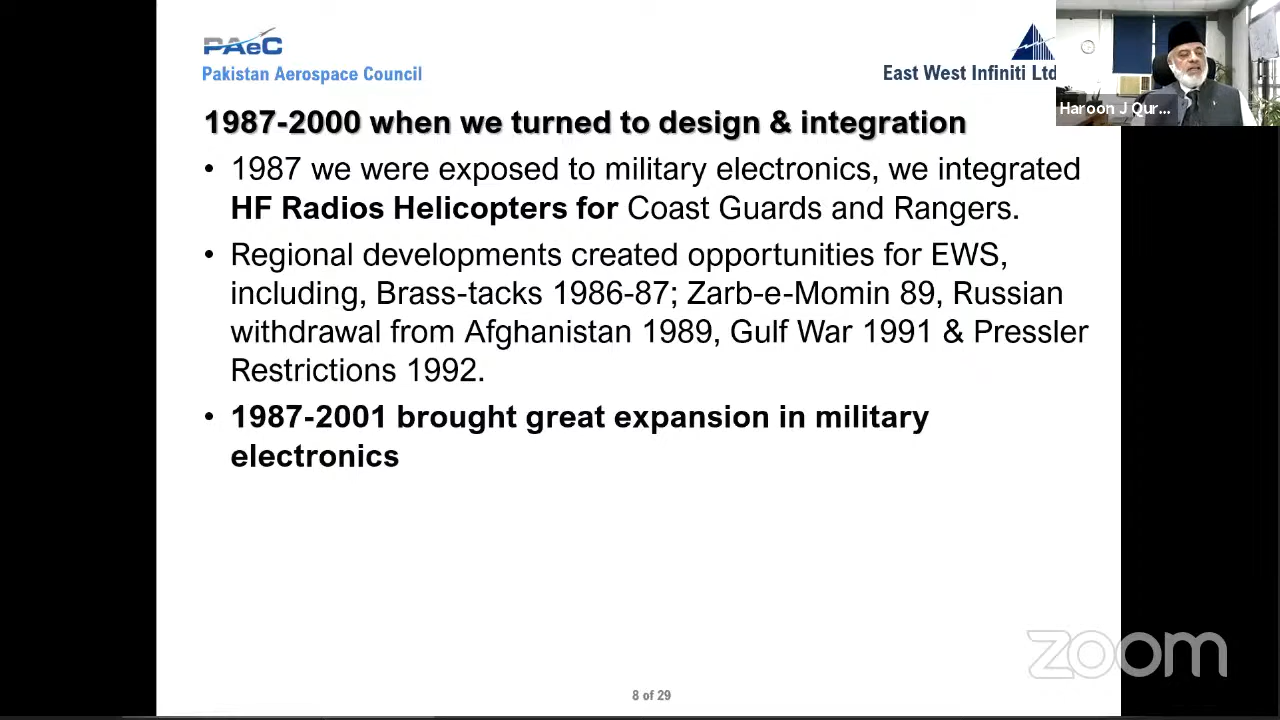 PAeC
Pakistan Aerospace Council
East West Infiniti Ltd
Haroon J Qur...
1987-2000 when we turned to design & integration
• 1987 we were exposed to military electronics, we integrated
HF Radios Helicopters for Coast Guards and Rangers.
• Regional developments created opportunities for EWS,
including, Brass-tacks 1986-87; Zarb-e-Momin 89, Russian
withdrawal from Afghanistan 1989, Gulf War 1991 & Pressler
Restrictions 1992.
• 1987-2001 brought great expansion in military
electronics
zoom
8 of 29